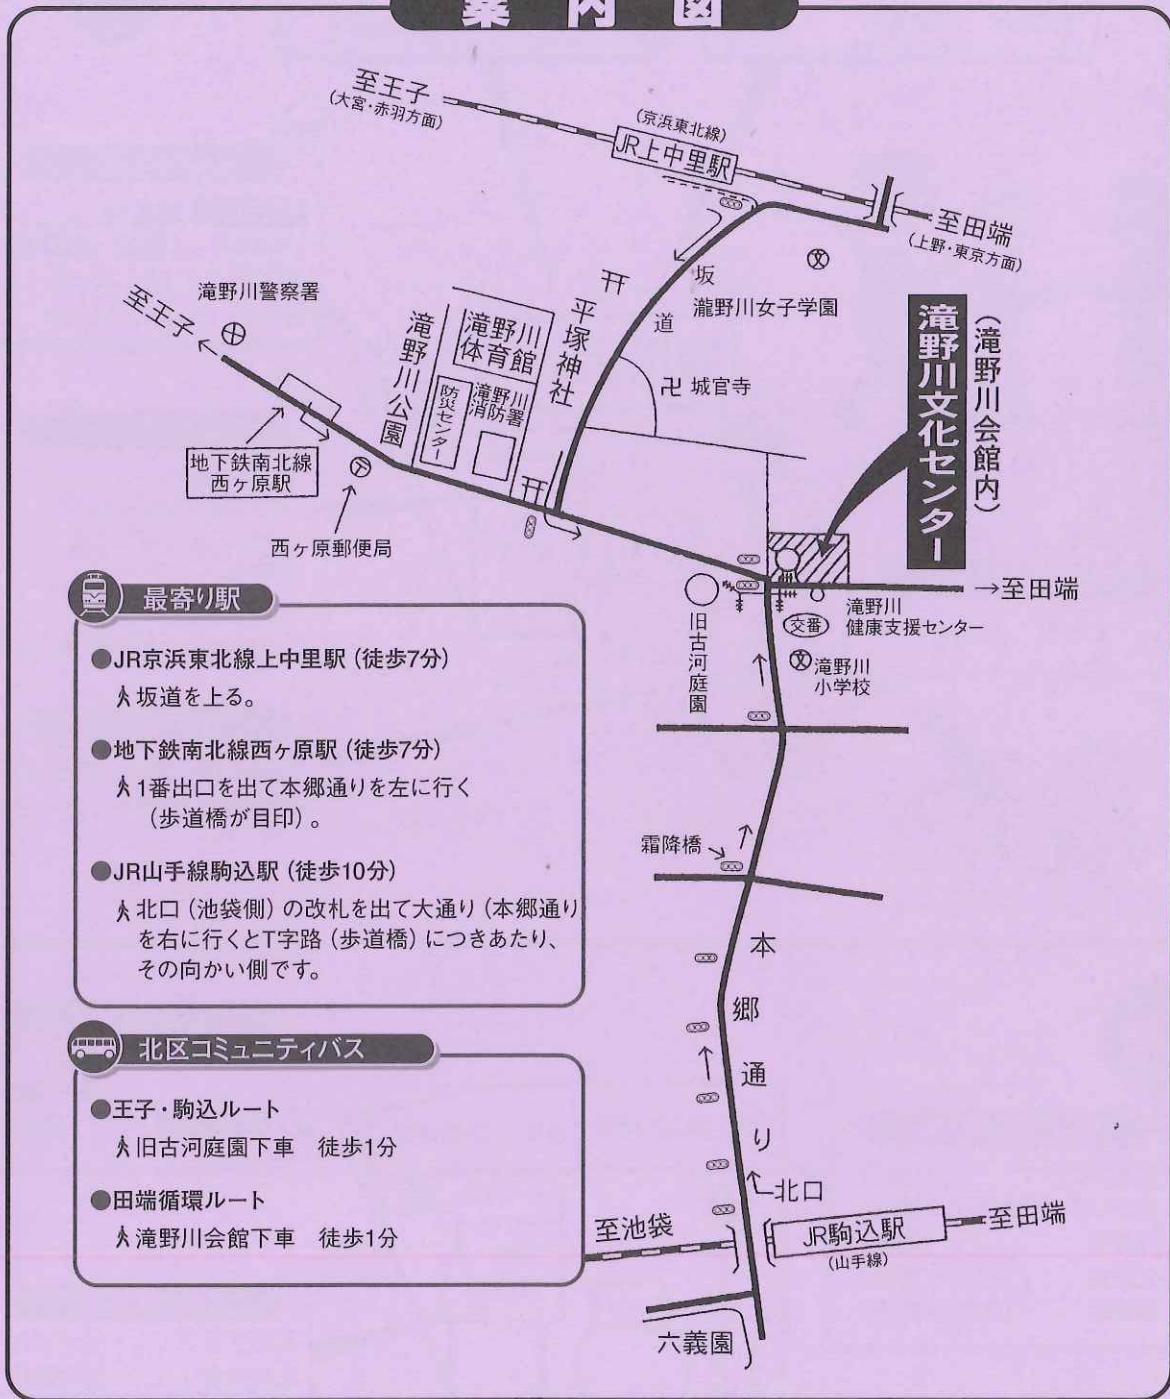 案内図
至王子
(大宮・赤羽方面)
(京浜東北線)
JR上中里駅
至田端
(上野・東京方面)
文
坂道
瀧野川女子学園
滝野川警察署
至王子
滝野川公園
滝野川
体育館
防災センター
滝野川
消防署
平塚神社
卍 城官寺
滝野川文化センター
(滝野川会館内)
地下鉄南北線
西ヶ原駅
〒
西ヶ原郵便局
→至田端
旧古河庭園
交番
滝野川
健康支援センター
文
滝野川
小学校
霜降橋
本郷通り
北口
至池袋
JR駒込駅
(山手線)
至田端
六義園
最寄り駅
●JR京浜東北線上中里駅(徒歩7分)
坂道を上る。
●地下鉄南北線西ヶ原駅(徒歩7分)
1番出口を出て本郷通りを左に行く
(歩道橋が目印)。
●JR山手線駒込駅(徒歩10分)
北口(池袋側)の改札を出て大通り(本郷通り
を右に行くとT字路(歩道橋)につきあたり、
その向かい側です。
北区コミュニティバス
●王子・駒込ルート
旧古河庭園下車 徒歩1分
●田端循環ルート
滝野川会館下車 徒歩1分